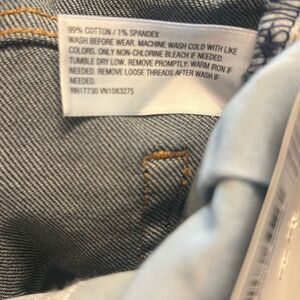 99% COTTON / 1% SPANDEX
WASH BEFORE WEAR. MACHINE WASH COLD WITH LIKE
COLORS. ONLY NON-CHLORINE BLEACH IF NEEDED.
TUMBLE DRY LOW. REMOVE PROMPTLY: WARM IRON IF
NEEDED. REMOVE LOOSE THREADS AFTER WASH IF
NEEDED.
RN17730 VN1083275